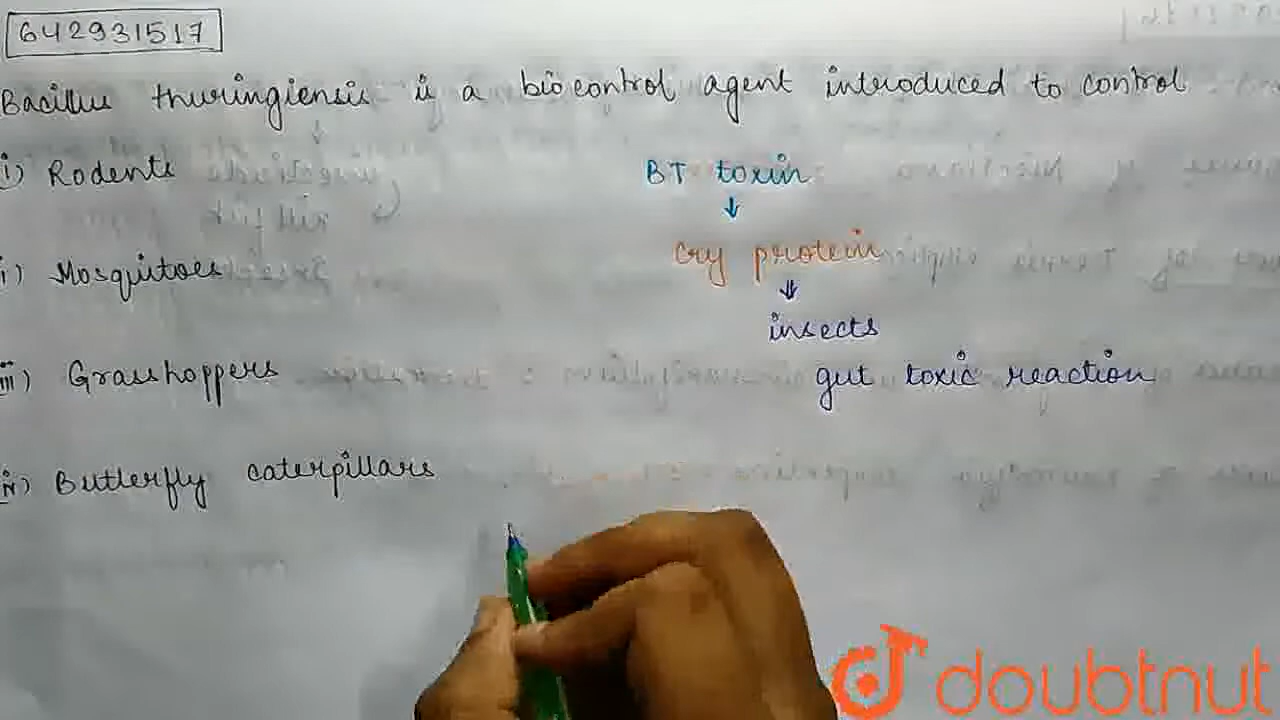 642931517
Bacillus thuringiensis is a biocontrol agent introduced to control
i) Rodents
BT toxin
↓
cry protein
i) Mosquitoes
⇓
insects
iii) Grasshoppers
gut toxic reaction
iv) Butterfly caterpillars
doubtnut